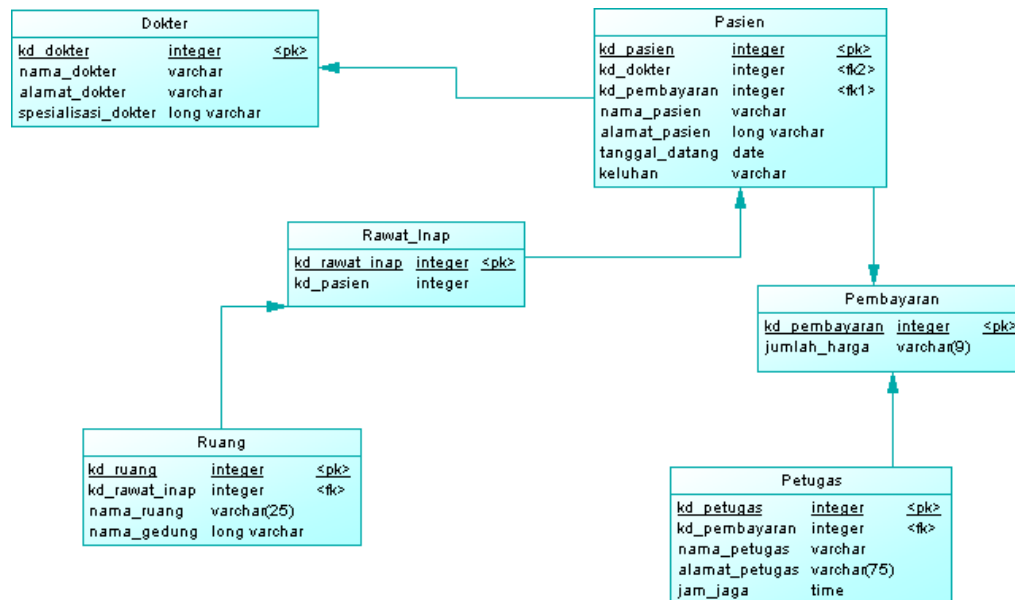 Dokter
kd_dokter integer <pk>
nama_dokter varchar
alamat_dokter varchar
spesialisasi_dokter long varchar
Pasien
kd_pasien integer <pk>
kd_dokter integer <fk2>
kd_pembayaran integer <fk1>
nama_pasien varchar
alamat_pasien long varchar
tanggal_datang date
keluhan varchar
Rawat_Inap
kd_rawat_inap integer <pk>
kd_pasien integer
Pembayaran
kd_pembayaran integer <pk>
jumlah_harga varchar(9)
Ruang
kd_ruang integer <pk>
kd_rawat_inap integer <fk>
nama_ruang varchar(25)
nama_gedung long varchar
Petugas
kd_petugas integer <pk>
kd_pembayaran integer <fk>
nama_petugas varchar
alamat_petugas varchar(75)
jam_jaga time